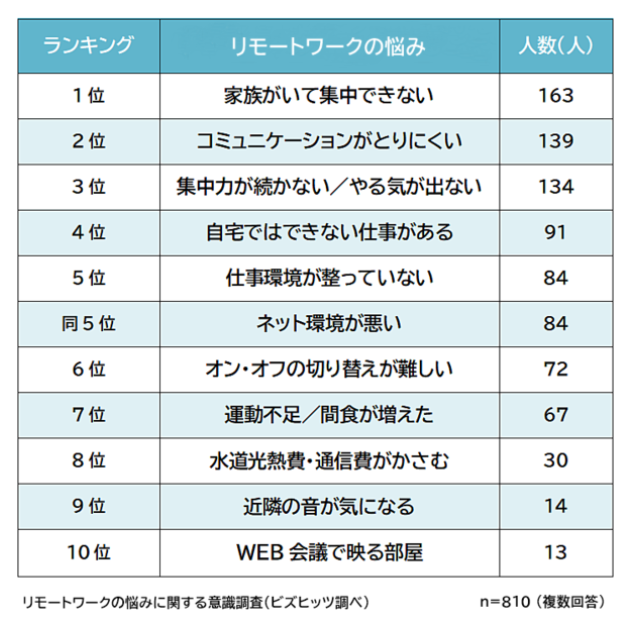 ランキング リモートワークの悩み 人数(人)
1位 家族がいて集中できない 163
2位 コミュニケーションがとりにくい 139
3位 集中力が続かない／やる気が出ない 134
4位 自宅ではできない仕事がある 91
5位 仕事環境が整っていない 84
同5位 ネット環境が悪い 84
6位 オン・オフの切り替えが難しい 72
7位 運動不足／間食が増えた 67
8位 水道光熱費・通信費がかさむ 30
9位 近隣の音が気になる 14
10位 WEB会議で映る部屋 13
リモートワークの悩みに関する意識調査(ビズヒッツ調べ) n=810 (複数回答)